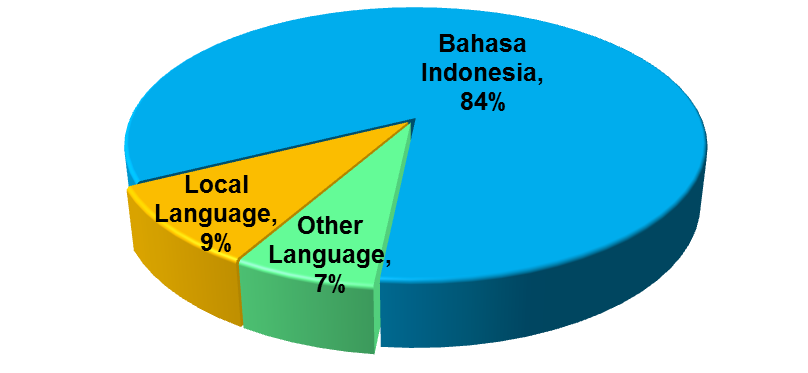 Bahasa
Indonesia,
84%
Local
Language,
9%
Other
Language,
7%